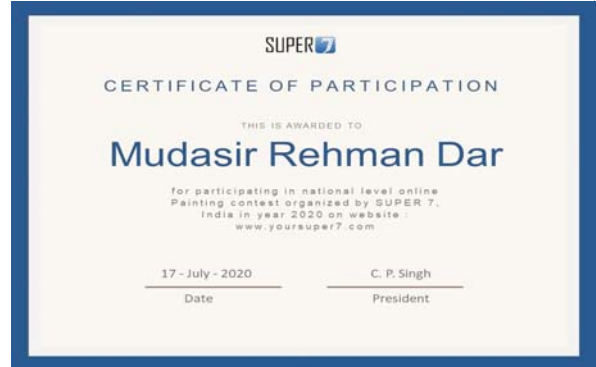 SUPER 7
CERTIFICATE OF PARTICIPATION
THIS IS AWARDED TO
Mudasir Rehman Dar
for participating in national level online
Painting contest organized by SUPER 7,
India in year 2020 on website :
www.yoursuper7.com
17 - July - 2020 C. P. Singh
Date President